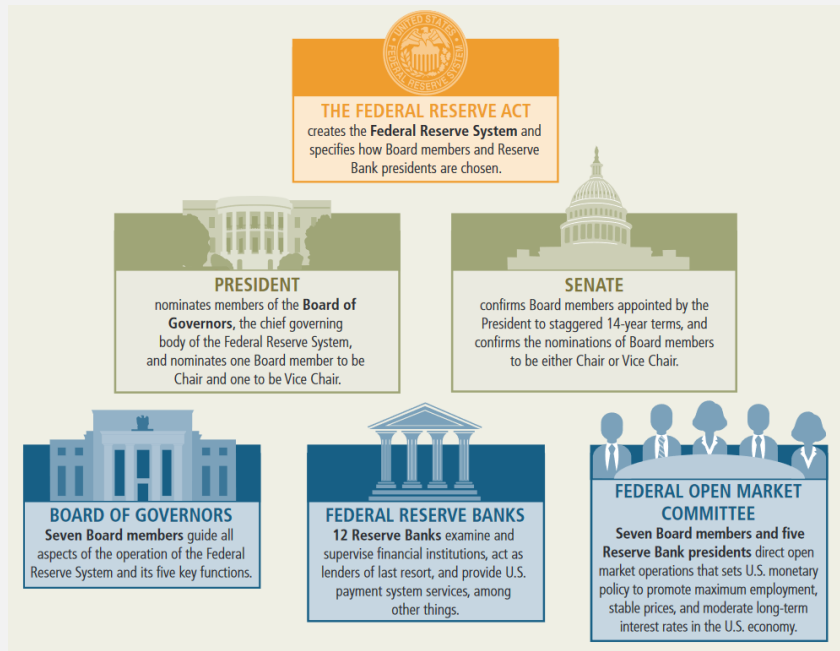 UNITED STATES
FEDERAL RESERVE SYSTEM
THE FEDERAL RESERVE ACT
creates the Federal Reserve System and
specifies how Board members and Reserve
Bank presidents are chosen.
PRESIDENT
nominates members of the Board of
Governors, the chief governing
body of the Federal Reserve System,
and nominates one Board member to be
Chair and one to be Vice Chair.
SENATE
confirms Board members appointed by the
President to staggered 14-year terms, and
confirms the nominations of Board members
to be either Chair or Vice Chair.
BOARD OF GOVERNORS
Seven Board members guide all
aspects of the operation of the Federal
Reserve System and its five key functions.
FEDERAL RESERVE BANKS
12 Reserve Banks examine and
supervise financial institutions, act as
lenders of last resort, and provide U.S.
payment system services, among
other things.
FEDERAL OPEN MARKET
COMMITTEE
Seven Board members and five
Reserve Bank presidents direct open
market operations that sets U.S. monetary
policy to promote maximum employment,
stable prices, and moderate long-term
interest rates in the U.S. economy.